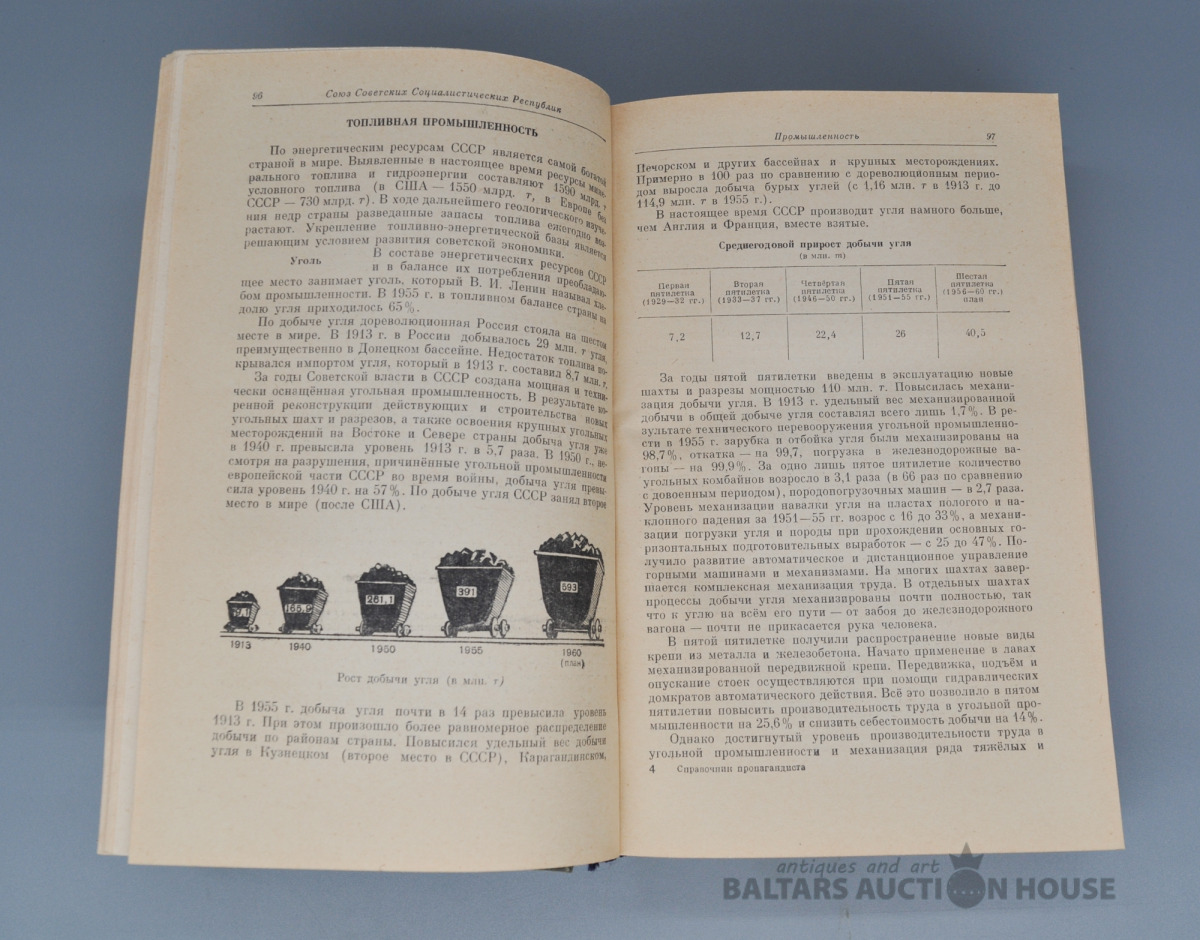 96
Союз Советских Социалистических Республик
ТОПЛИВНАЯ ПРОМЫШЛЕННОСТЬ
По энергетическим ресурсам СССР является самой богатой
страной в мире. Выявленные в настоящее время ресурсы мине-
рального топлива и гидроэнергии составляют 1590 млрд. т
условного топлива (в США — 1550 млрд. т, в Европе без
СССР — 730 млрд. т). В ходе дальнейшего геологического изуче-
ния недр страны разведанные запасы топлива ежегодно воз-
растают. Укрепление топливно-энергетической базы является
решающим условием развития советской экономики.
Уголь
В составе энергетических ресурсов СССР
и в балансе их потребления преоблада-
щее место занимает уголь, который В. И. Ленин называл хле-
бом промышленности. В 1955 г. в топливном балансе страны на
долю угля приходилось 65%.
По добыче угля дореволюционная Россия стояла на шестом
месте в мире. В 1913 г. в России добывалось 29 млн. т угля,
преимущественно в Донецком бассейне. Недостаток топлива по-
крывался импортом угля, который в 1913 г. составил 8,7 млн. т.
За годы Советской власти в СССР создана мощная и техни-
чески оснащённая угольная промышленность. В результате ко-
ренной реконструкции действующих и строительства новых
угольных шахт и разрезов, а также освоения крупных угольных
месторождений на Востоке и Севере страны добыча угля уже
в 1940 г. превысила уровень 1913 г. в 5,7 раза. В 1950 г., не-
смотря на разрушения, причинённые угольной промышленности
европейской части СССР во время войны, добыча угля превы-
сила уровень 1940 г. на 57%. По добыче угля СССР занял второе
место в мире (после США).
165,9
261,1
391
593
1913
1940
1950
1955
1960
(план)
Рост добычи угля (в млн. т)
В 1955 г. добыча угля почти в 14 раз превысила уровень
1913 г. При этом произошло более равномерное распределение
добычи по районам страны. Повысился удельный вес добычи
угля в Кузнецком (второе место в СССР), Карагандинском,
Промышленность
97
Печорском и других бассейнах и крупных месторождениях.
Примерно в 100 раз по сравнению с дореволюционным перио-
дом выросла добыча бурых углей (с 1,16 млн. т в 1913 г. до
114,9 млн. т в 1955 г.).
В настоящее время СССР производит угля намного больше,
чем Англия и Франция, вместе взятые.
Среднегодовой прирост добычи угля
(в млн. т)
Первая пятилетка (1929—32 гг.)
Вторая пятилетка (1933—37 гг.)
Четвёртая пятилетка (1946—50 гг.)
Пятая пятилетка (1951—55 гг.)
Шестая пятилетка (1956—60 гг.) план
7,2 12,7 22,4 26 40,5
За годы пятой пятилетки введены в эксплуатацию новые
шахты и разрезы мощностью 110 млн. т. Повысилась механи-
зация добычи угля. В 1913 г. удельный вес механизированной
добычи в общей добыче угля составлял всего лишь 1,7%. В ре-
зультате технического перевооружения угольной промышленно-
сти в 1955 г. зарубка и отбойка угля были механизированы на
98,7%, откатка — на 99,7, погрузка в железнодорожные ва-
гоны — на 99,9%. За одно лишь пятое пятилетие количество
угольных комбайнов возросло в 3,1 раза (в 66 раз по сравнению
с довоенным периодом), породопогрузочных машин — в 2,7 раза.
Уровень механизации навалки угля на пластах пологого и на-
клонного падения за 1951—55 гг. возрос с 16 до 33%, а механи-
зации погрузки угля и породы при прохождении основных го-
ризонтальных подготовительных выработок — с 25 до 47%. По-
лучило развитие автоматическое и дистанционное управление
горными машинами и механизмами. На многих шахтах завер-
шается комплексная механизация труда. В отдельных шахтах
процессы добычи угля механизированы почти полностью, так
что к углю на всём его пути — от забоя до железнодорожного
вагона — почти не прикасается рука человека.
В пятой пятилетке получили распространение новые виды
крепи из металла и железобетона. Начато применение в лавах
механизированной передвижной крепи. Передвижка, подъём и
опускание стоек осуществляются при помощи гидравлических
домкратов автоматического действия. Всё это позволило в пятом
пятилетии повысить производительность труда в угольной про-
мышленности на 25,6% и снизить себестоимость добычи на 14%.
Однако достигнутый уровень производительности труда в
угольной промышленности и механизация ряда тяжёлых и
4 Справочник пропагандиста
antiques and art
BALTARS AUCTION HOUSE